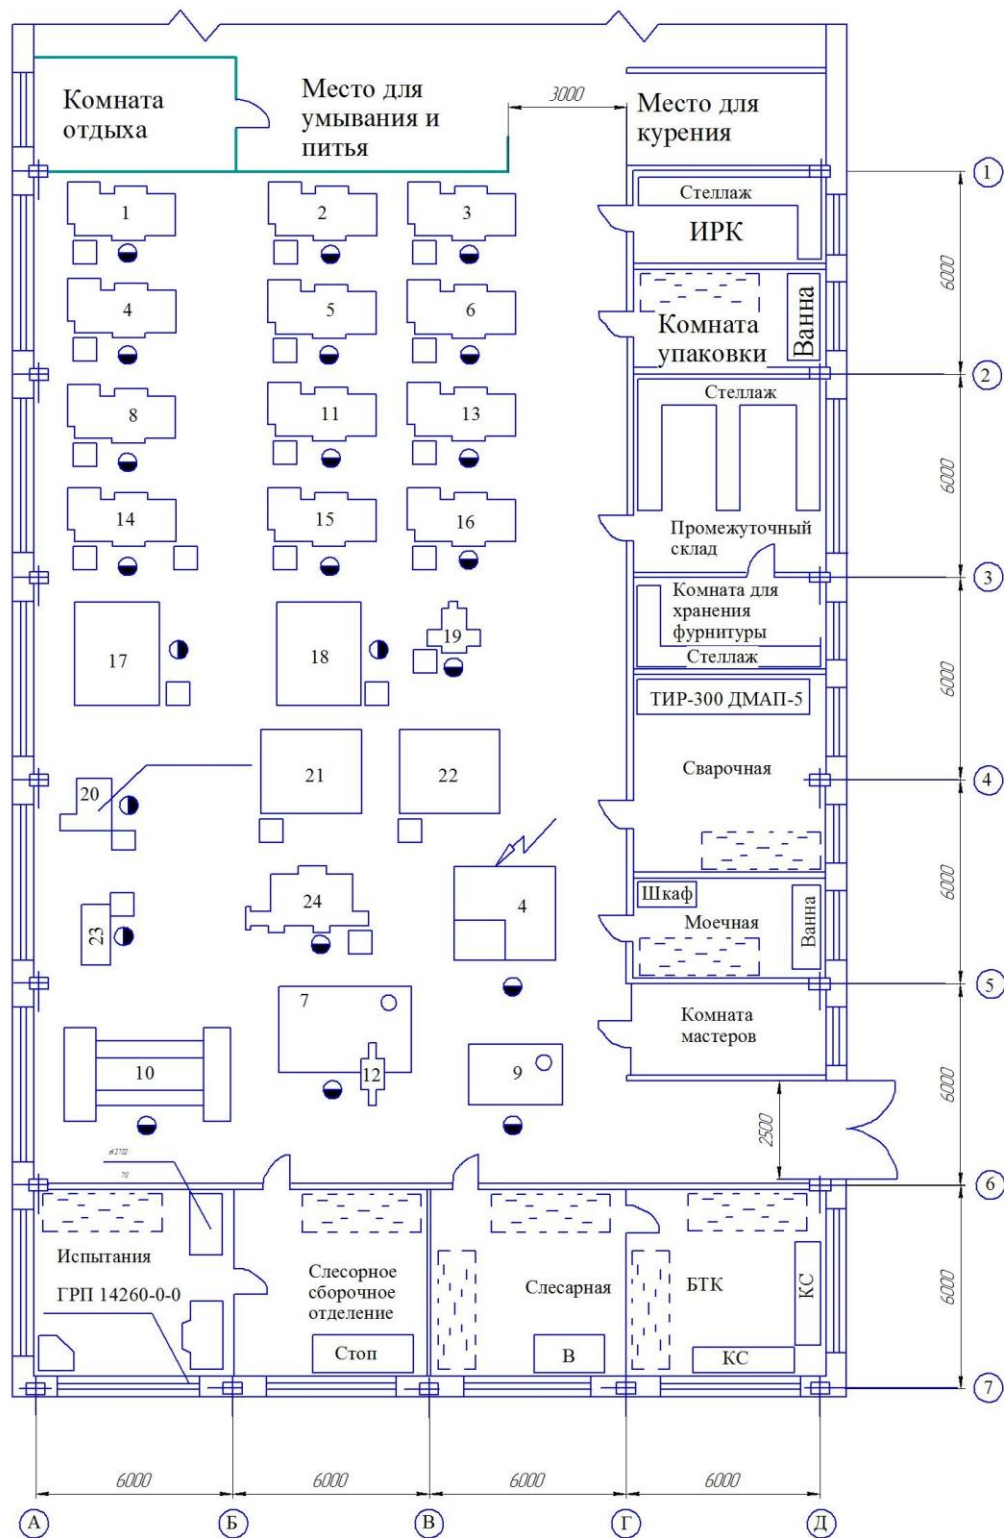 Комната
отдыха
Место для
умывания и
питья
3000
Место для
курения
1
1
2
3
Стеллаж
ИРК
6000
4
5
6
Комната
упаковки
Ванна
2
8
11
13
Стеллаж
6000
14
15
16
Промежуточный
склад
3
17
18
19
Комната для
хранения
фурнитуры
Стеллаж
6000
ТИР-300 ДМАП-5
20
21
22
Сварочная
4
24
4
Шкаф
Моечная
Ванна
6000
23
5
7
Комната
мастеров
10
12
9
6000
2500
6
Испытания
ГРП 14260-0-0
Слесорное
сборочное
отделение
Слесарная
БТК
КС
6000
Стоп
В
КС
7
6000
6000
6000
6000
А
Б
В
Г
Д